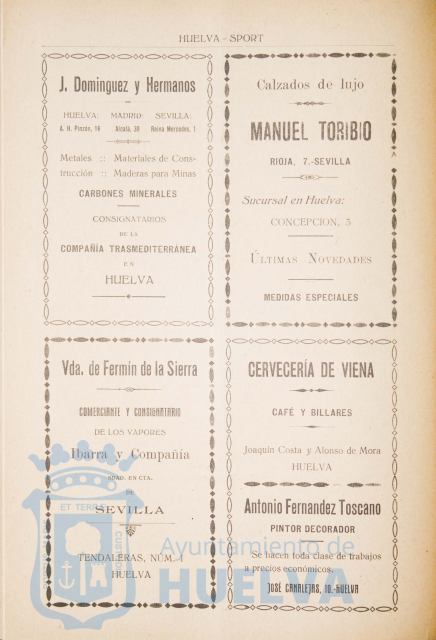 HUELVA - SPORT
J. Dominguez y Hermanos
HUELVA: MADRID: SEVILLA:
A. H. Pinzón, 16 Alcalá, 30 Reina Mercedes, 1
Metales :: Materiales de Cons-
trucción :: Maderas para Minas
CARBONES MINERALES
CONSIGNATARIOS
DE LA
COMPAÑÍA TRASMEDITERRÁNEA
EN
HUELVA
Calzados de lujo
MANUEL TORIBIO
RIOJA, 7.-SEVILLA
Sucursal en Huelva:
CONCEPCION, 5
ÚLTIMAS NOVEDADES
MEDIDAS ESPECIALES
Vda. de Fermín de la Sierra
COMERCIANTE Y CONSIGNATARIO
DE LOS VAPORES
Ibarra y Compañía
SDAD. EN CTA.
DE
SEVILLA
TENDALERAS, NÚM. 4
HUELVA
CERVECERÍA DE VIENA
CAFÉ Y BILLARES
Joaquín Costa y Alonso de Mora
HUELVA
Antonio Fernandez Toscano
PINTOR DECORADOR
Se hacen toda clase de trabajos
a precios económicos.
JOSÉ CANALEJAS, 10.-HUELVA
Ayuntamiento de
HUELVA